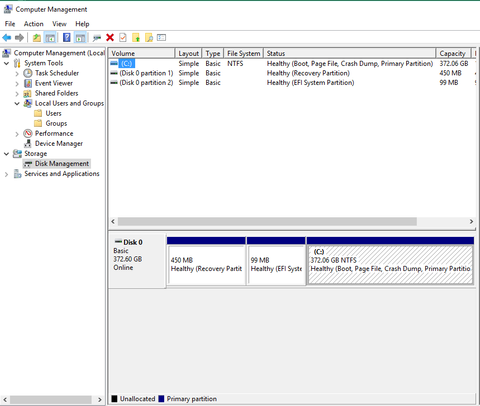 Computer Management
File Action View Help
Computer Management (Local
System Tools
Task Scheduler
Event Viewer
Shared Folders
Local Users and Groups
Users
Groups
Performance
Device Manager
Storage
Disk Management
Services and Applications
Volume Layout Type File System Status Capacity
(C:) Simple Basic NTFS Healthy (Boot, Page File, Crash Dump, Primary Partition) 372.06 GB
(Disk 0 partition 1) Simple Basic Healthy (Recovery Partition) 450 MB
(Disk 0 partition 2) Simple Basic Healthy (EFI System Partition) 99 MB
Disk 0
Basic
372.60 GB
Online
450 MB
Healthy (Recovery Partit
99 MB
Healthy (EFI Syste
(C:)
372.06 GB NTFS
Healthy (Boot, Page File, Crash Dump, Primary Partitio
Unallocated Primary partition